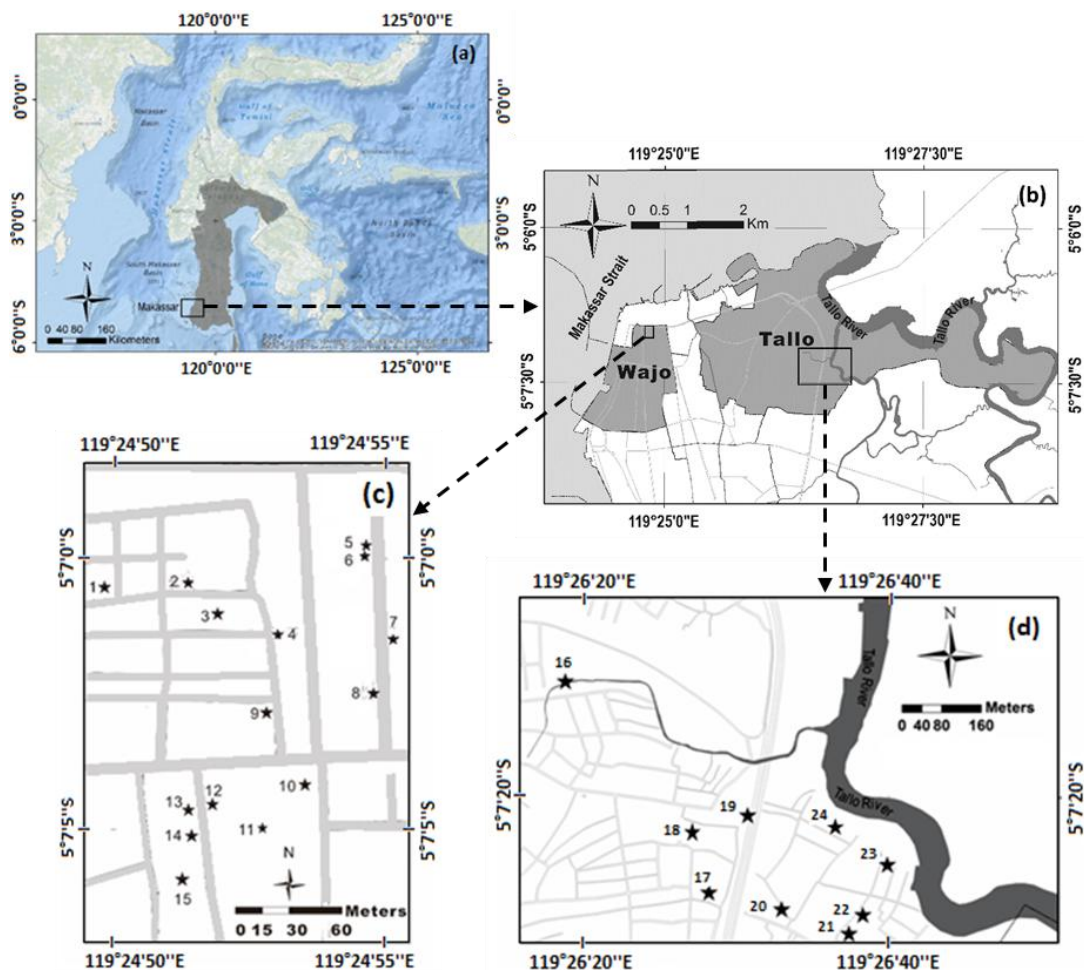 120°0'0"E
125°0'0"E
(a)
0°0'0"
0°0'0"
3°0'0"S
3°0'0"S
6°0'0"S
6°0'0"S
Makassar Strait
South Makassar
Basin
N
Makassar
0 40 80 160
Kilometers
120°0'0"E
125°0'0"E
119°25'0"E
119°27'30"E
(b)
N
0 0.5 1 2
Km
5°6'0"S
5°6'0"S
Makassar Strait
Tallo River
Tallo River
Tallo
Wajo
5°7'30"S
5°7'30"S
119°25'0"E
119°27'30"E
119°24'50"E
119°24'55"E
(c)
5°7'0"S
5°7'0"S
5
6
1
2
3
4
7
8
9
10
11
12
13
14
15
5°7'5"S
5°7'5"S
N
Meters
0 15 30 60
119°24'50"E
119°24'55"E
119°26'20"E
119°26'40"E
(d)
N
Tallo River
16
Meters
0 40 80 160
5°7'20"S
5°7'20"S
Tallo River
19
18
24
23
17
20
22
21
119°26'20"E
119°26'40"E